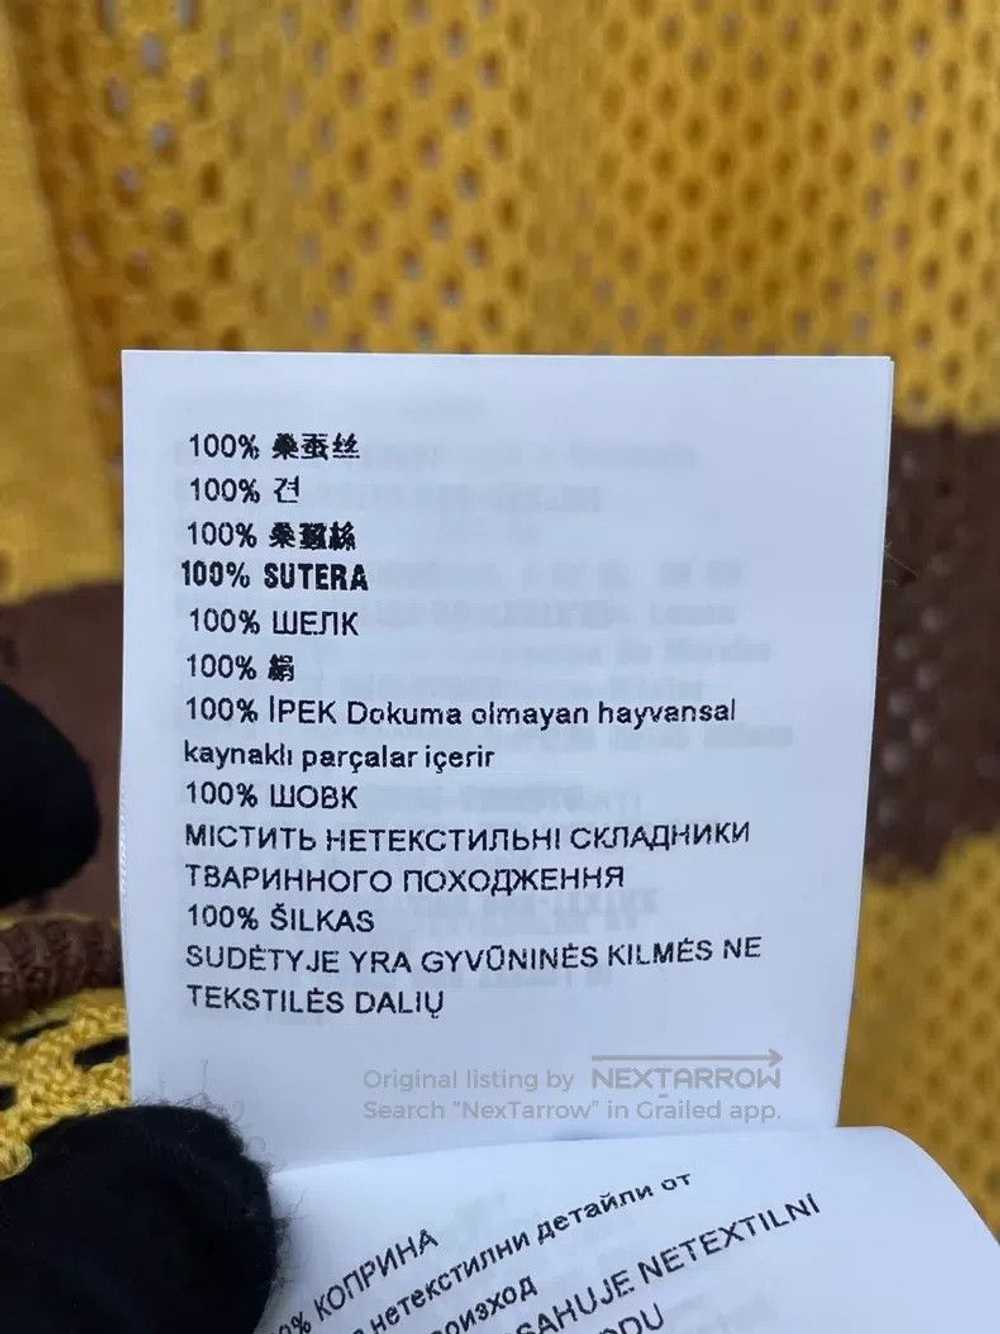 100% 桑蚕丝
100% 견
100% 桑蠶絲
100% SUTERA
100% ШЕЛК
100% 絹
100% İPEK Dokuma olmayan hayvansal
kaynaklı parçalar içerir
100% ШОВК
МІСТИТЬ НЕТЕКСТИЛЬНІ СКЛАДНИКИ
ТВАРИННОГО ПОХОДЖЕННЯ
100% ŠILKAS
SUDĖTYJE YRA GYVŪNINĖS KILMĖS NE
TEKSTILĖS DALIŲ
Original listing by NEXTARROW
Search "NexTarrow" in Grailed app.
% КОПРИНА
нетекстилни детайли от
SAHUJE NETEXTILNÍ